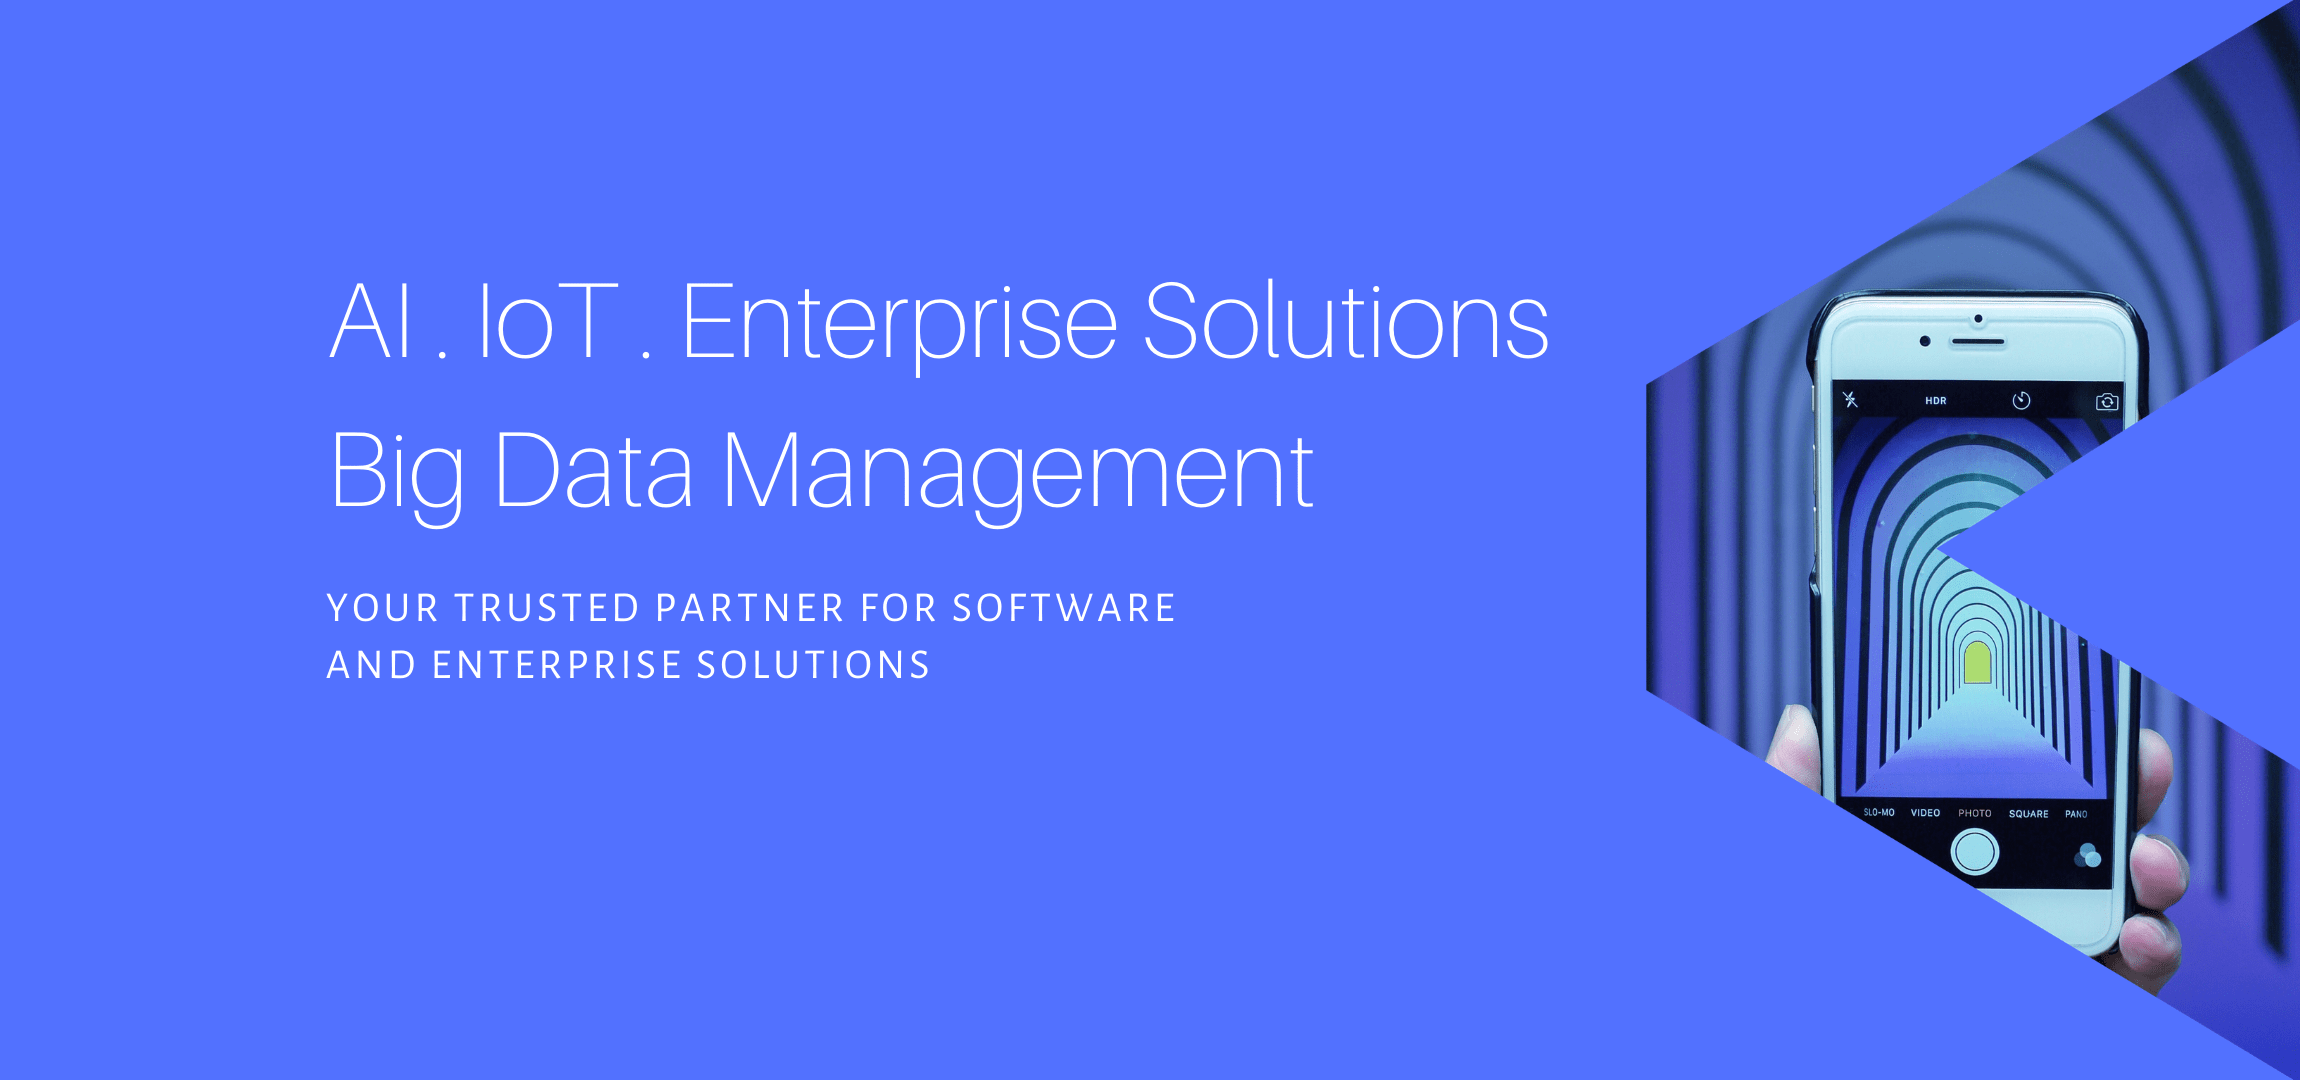 AI . IoT . Enterprise Solutions
Big Data Management
YOUR TRUSTED PARTNER FOR SOFTWARE
AND ENTERPRISE SOLUTIONS
HDR
SLO-MO VIDEO PHOTO SQUARE PANO